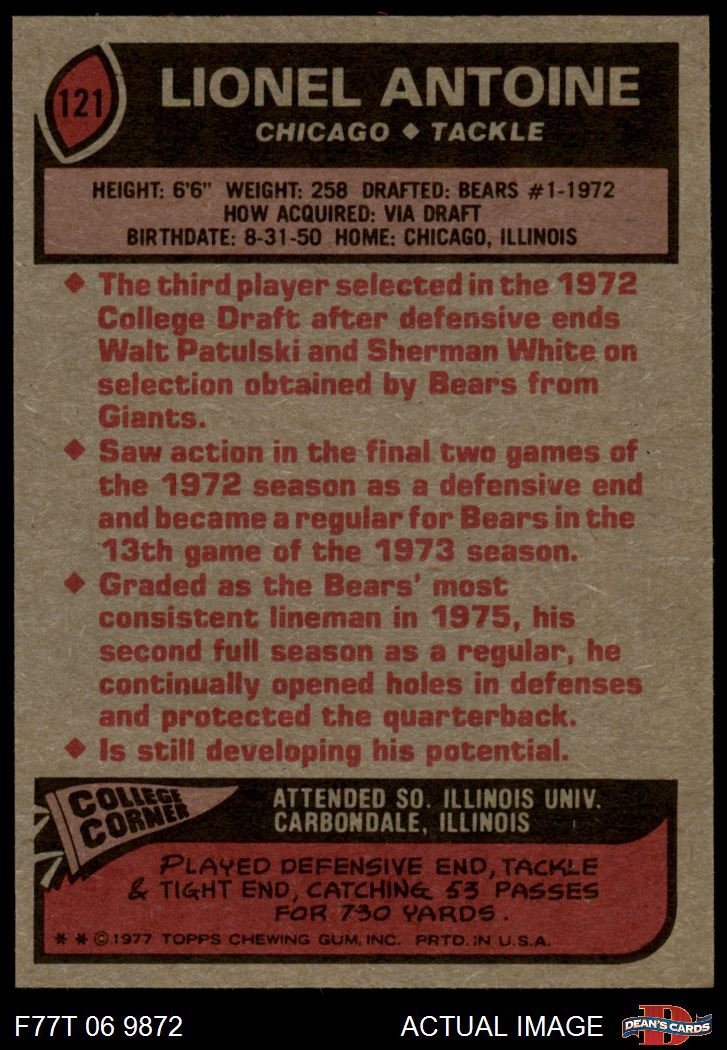 121
LIONEL ANTOINE
CHICAGO ◆ TACKLE
HEIGHT: 6'6" WEIGHT: 258 DRAFTED: BEARS #1-1972
HOW ACQUIRED: VIA DRAFT
BIRTHDATE: 8-31-50 HOME: CHICAGO, ILLINOIS
◆ The third player selected in the 1972
College Draft after defensive ends
Walt Patulski and Sherman White on
selection obtained by Bears from
Giants.
◆ Saw action in the final two games of
the 1972 season as a defensive end
and became a regular for Bears in the
13th game of the 1973 season.
◆ Graded as the Bears' most
consistent lineman in 1975, his
second full season as a regular, he
continually opened holes in defenses
and protected the quarterback.
◆ Is still developing his potential.
COLLEGE
CORNER
ATTENDED SO. ILLINOIS UNIV.
CARBONDALE, ILLINOIS
PLAYED DEFENSIVE END, TACKLE
& TIGHT END, CATCHING 53 PASSES
FOR 730 YARDS.
* * © 1977 TOPPS CHEWING GUM, INC. PRTD. IN U.S.A.
F77T 06 9872
ACTUAL IMAGE
D
DEAN'S CARDS